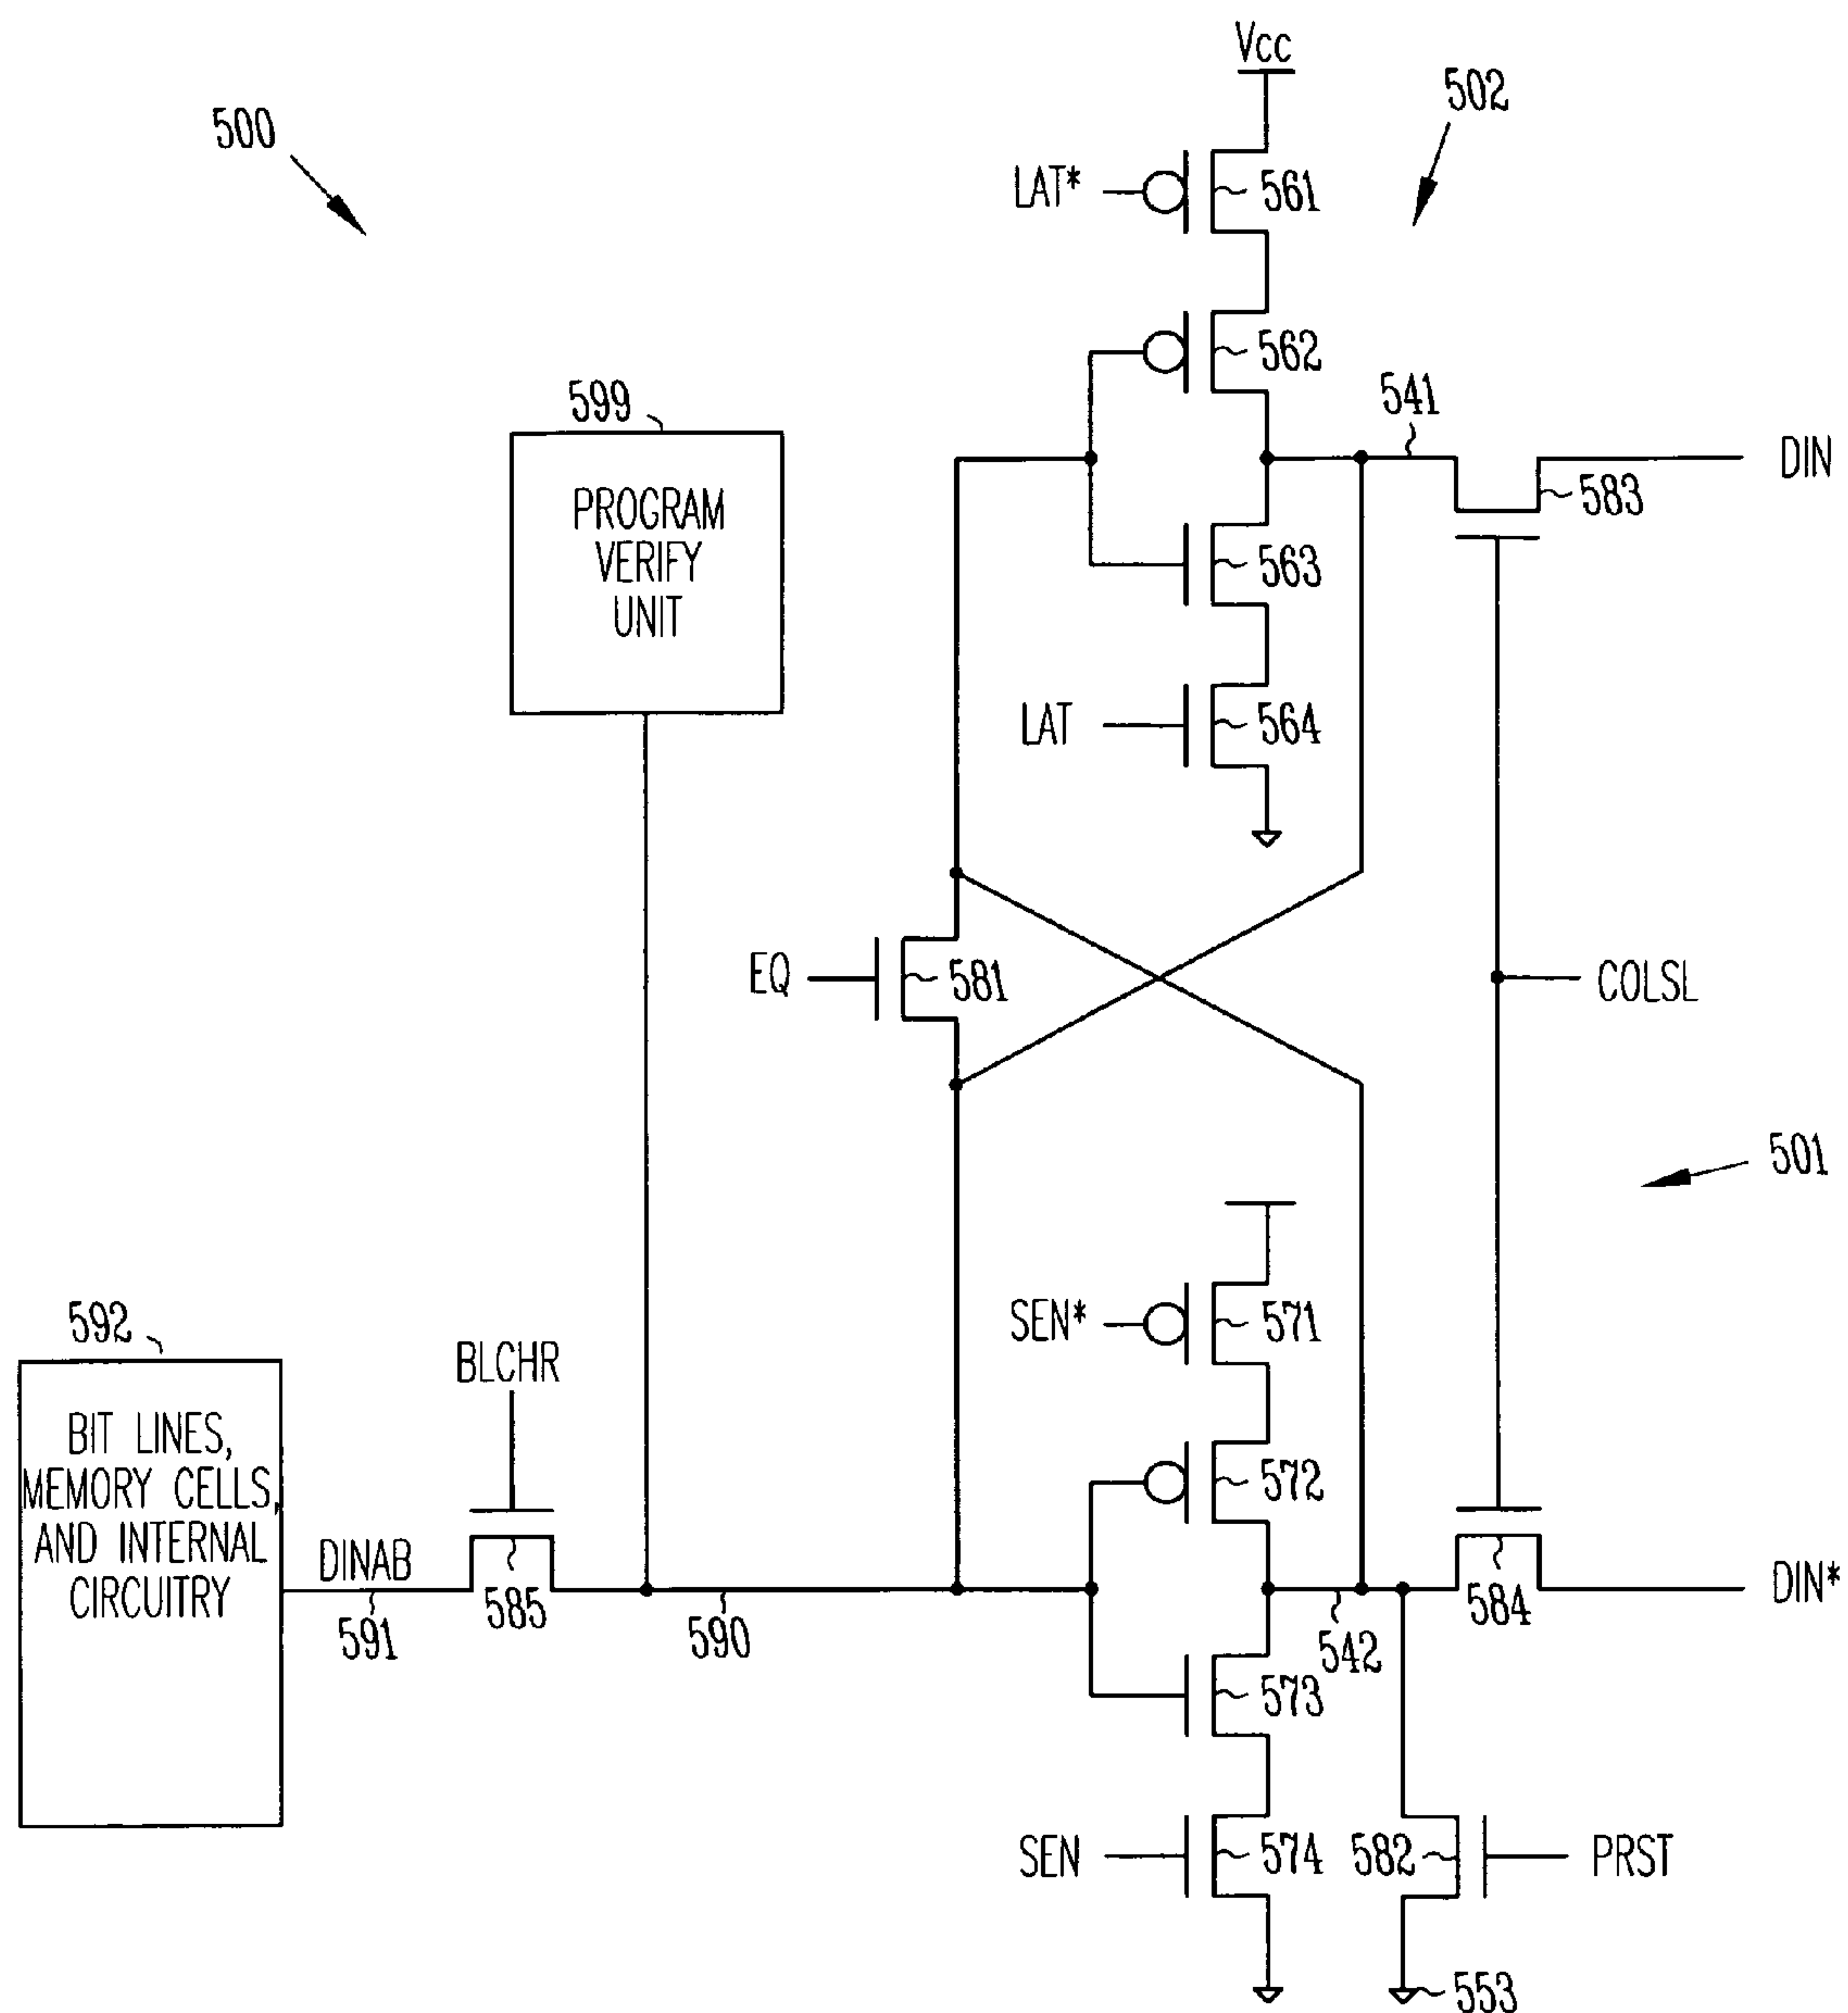 Vcc
502
500
LAT*
561
562
599
541
DIN
583
PROGRAM
VERIFY
UNIT
563
LAT
564
EQ
581
COLSL
501
592
SEN*
571
BLCHR
BIT LINES,
MEMORY CELLS,
AND INTERNAL
CIRCUITRY
572
DINAB
591
585
590
542
584
DIN*
573
SEN
574
582
PRST
553